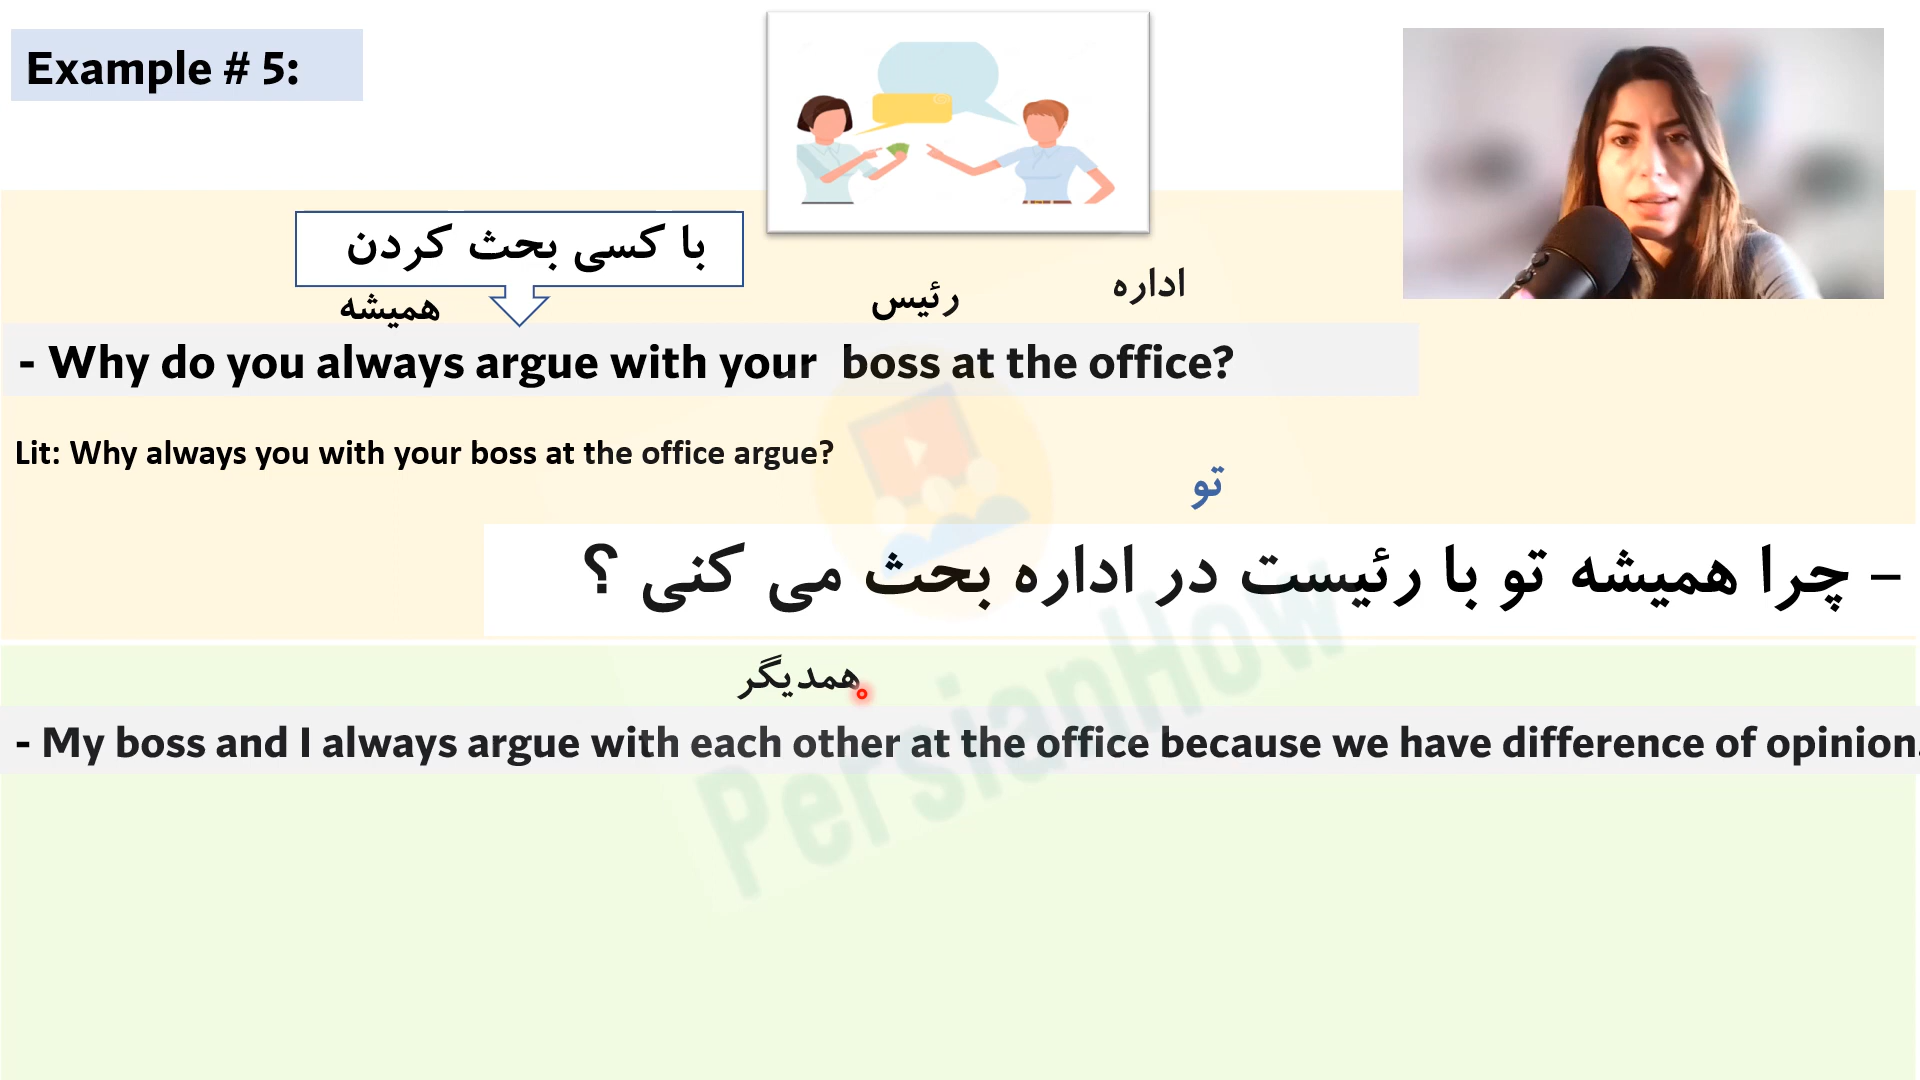 Example # 5:
با کسی بحث کردن
همیشه
رئیس
اداره
- Why do you always argue with your boss at the office?
Lit: Why always you with your boss at the office argue?
تو
– چرا همیشه تو با رئیست در اداره بحث می کنی ؟
همدیگر
- My boss and I always argue with each other at the office because we have difference of opinion.
PersianHow